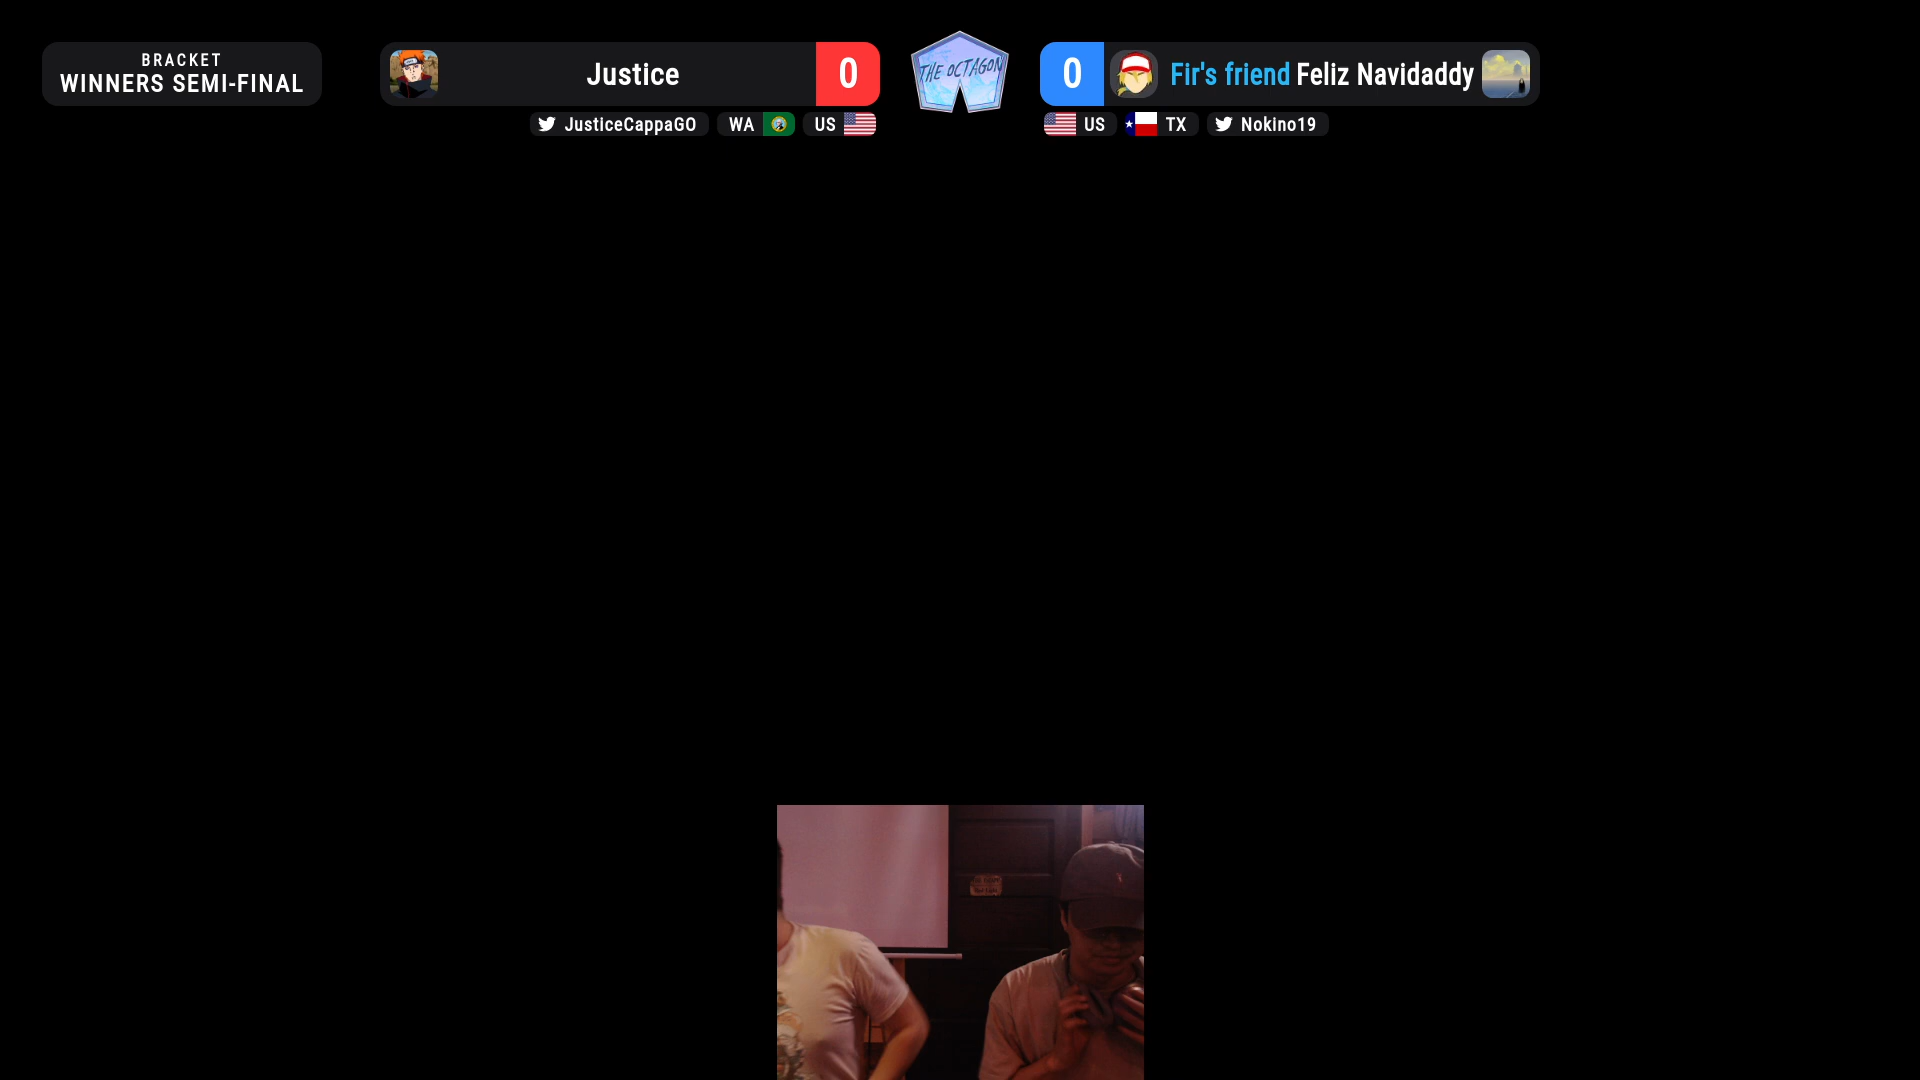 BRACKET
WINNERS SEMI-FINAL
Justice 0
THE OCTAGON
0 Fir's friend Feliz Navidaddy
JusticeCappaGO WA US
US TX Nokino19